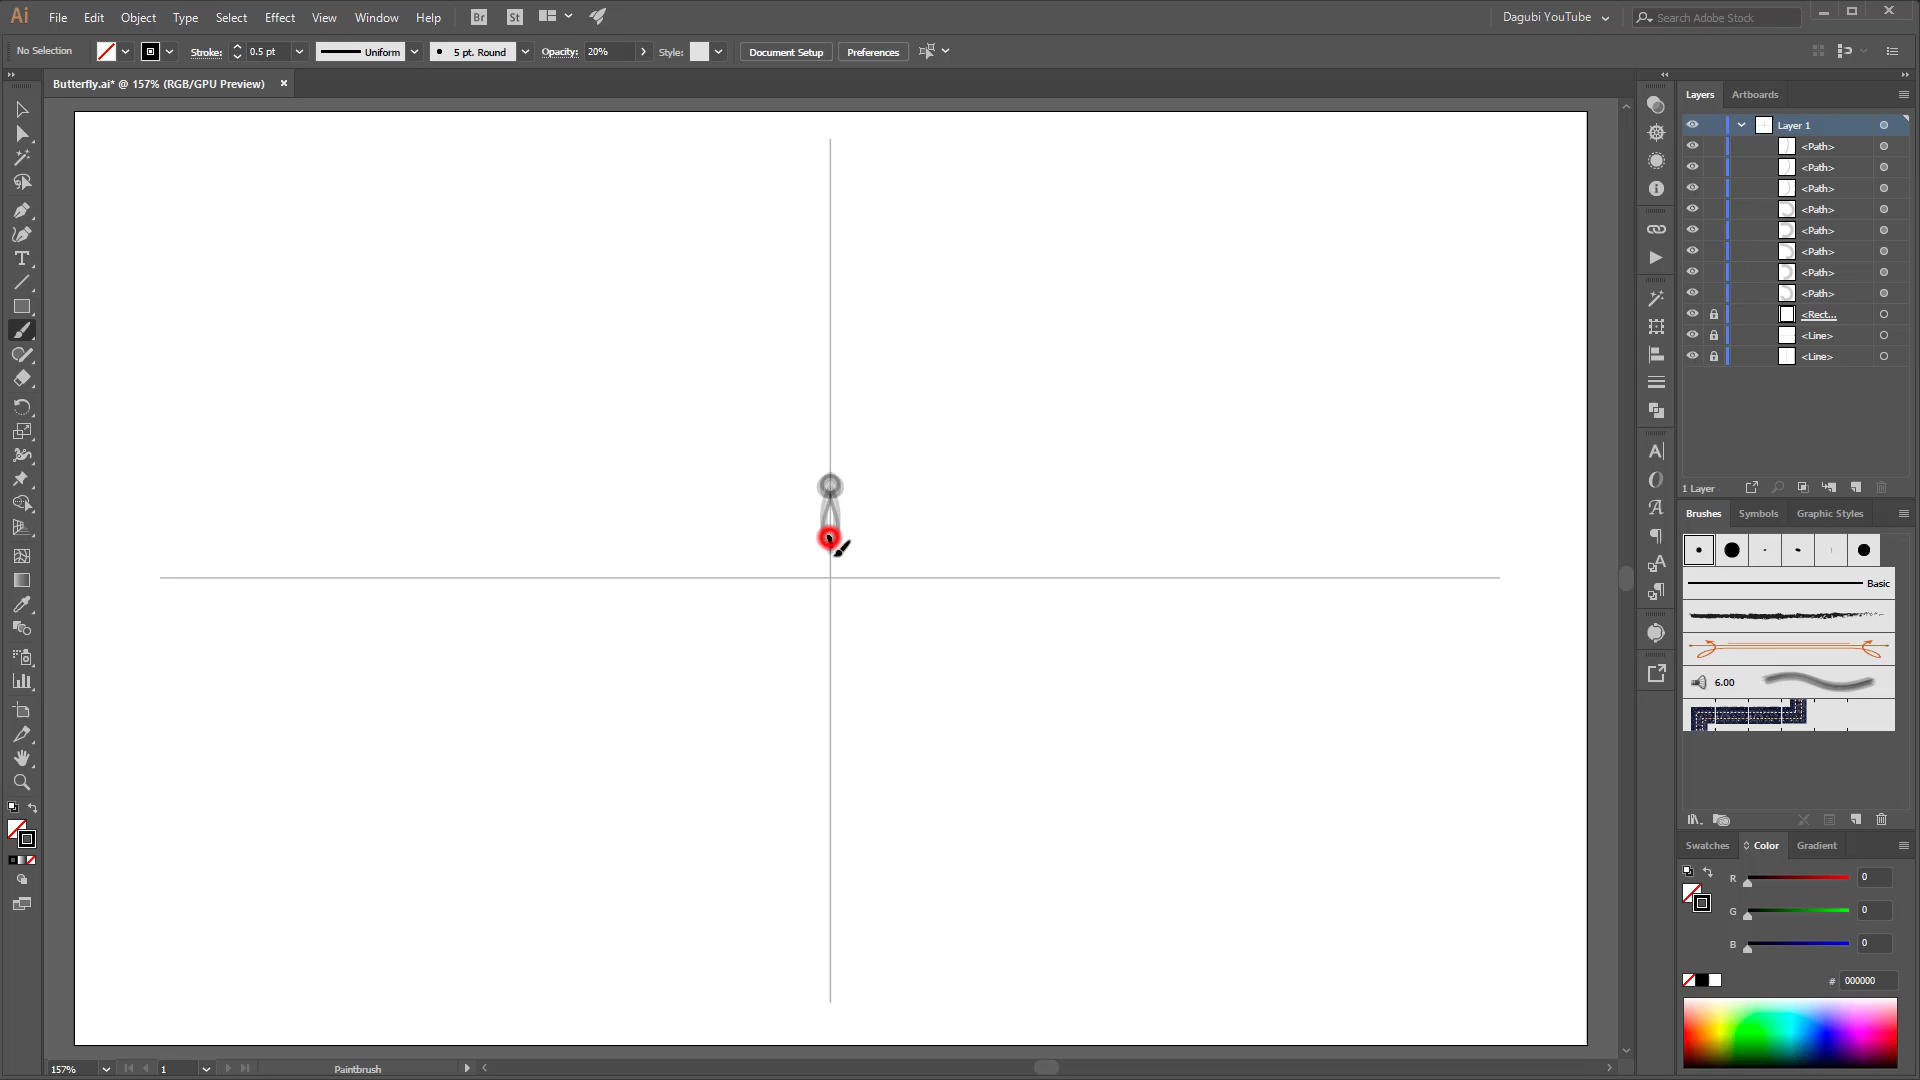 Ai File Edit Object Type Select Effect View Window Help Br St Dagubi YouTube Search Adobe Stock
No Selection Stroke: 0.5 pt Uniform 5 pt. Round Opacity: 20% Style: Document Setup Preferences
Butterfly.ai* @ 157% (RGB/GPU Preview) ×
Layers Artboards
Layer 1
<Path>
<Path>
<Path>
<Path>
<Path>
<Path>
<Path>
<Path>
<Rect...
<Line>
<Line>
1 Layer
Brushes Symbols Graphic Styles
Basic
6.00
Swatches Color Gradient
R 0
G 0
B 0
# 000000
157% 1 Paintbrush